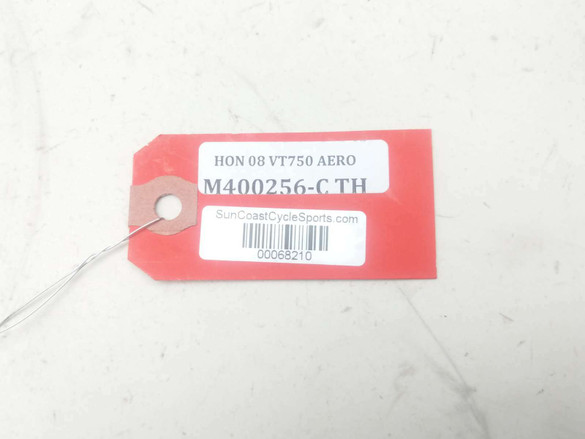 HON 08 VT750 AERO
M400256-C TH
SunCoastCycleSports.com
00068210